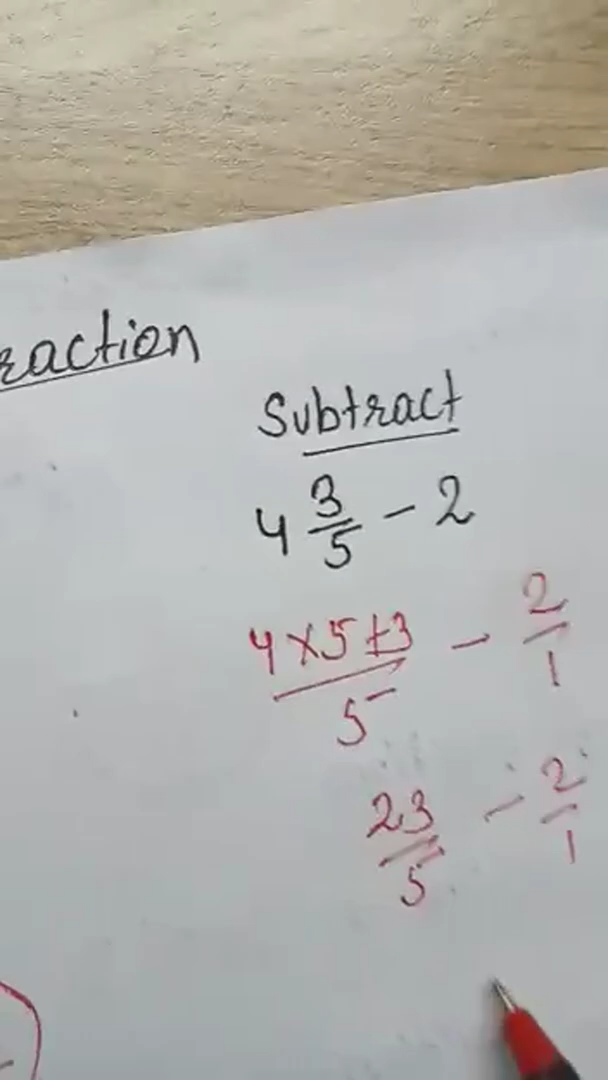 raction
Subtract
4 3/5 - 2
4×5+3/5 - 2/1
23/5 - 2/1